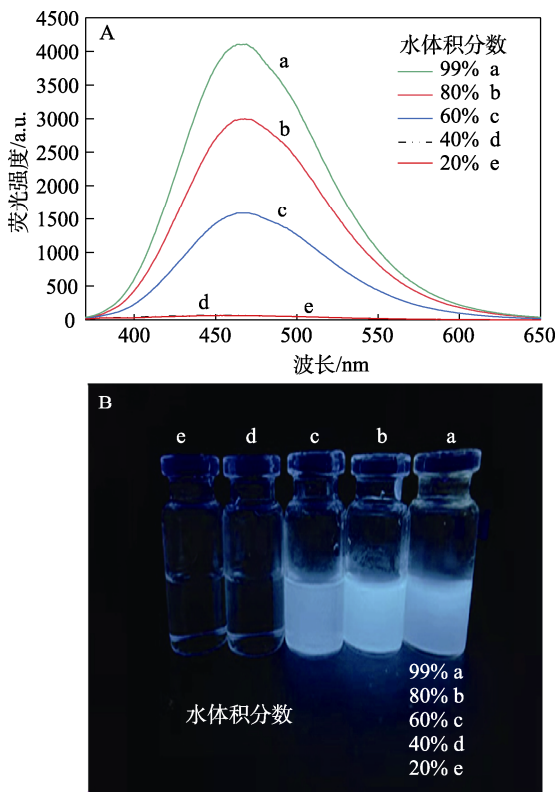 A
水体积分数
99% a
80% b
60% c
40% d
20% e
a
b
c
d
e
4500
4000
3500
3000
2500
2000
1500
1000
500
0
荧光强度/a.u.
400
450
500
550
600
650
波长/nm
B
e d c b a
水体积分数
99% a
80% b
60% c
40% d
20% e